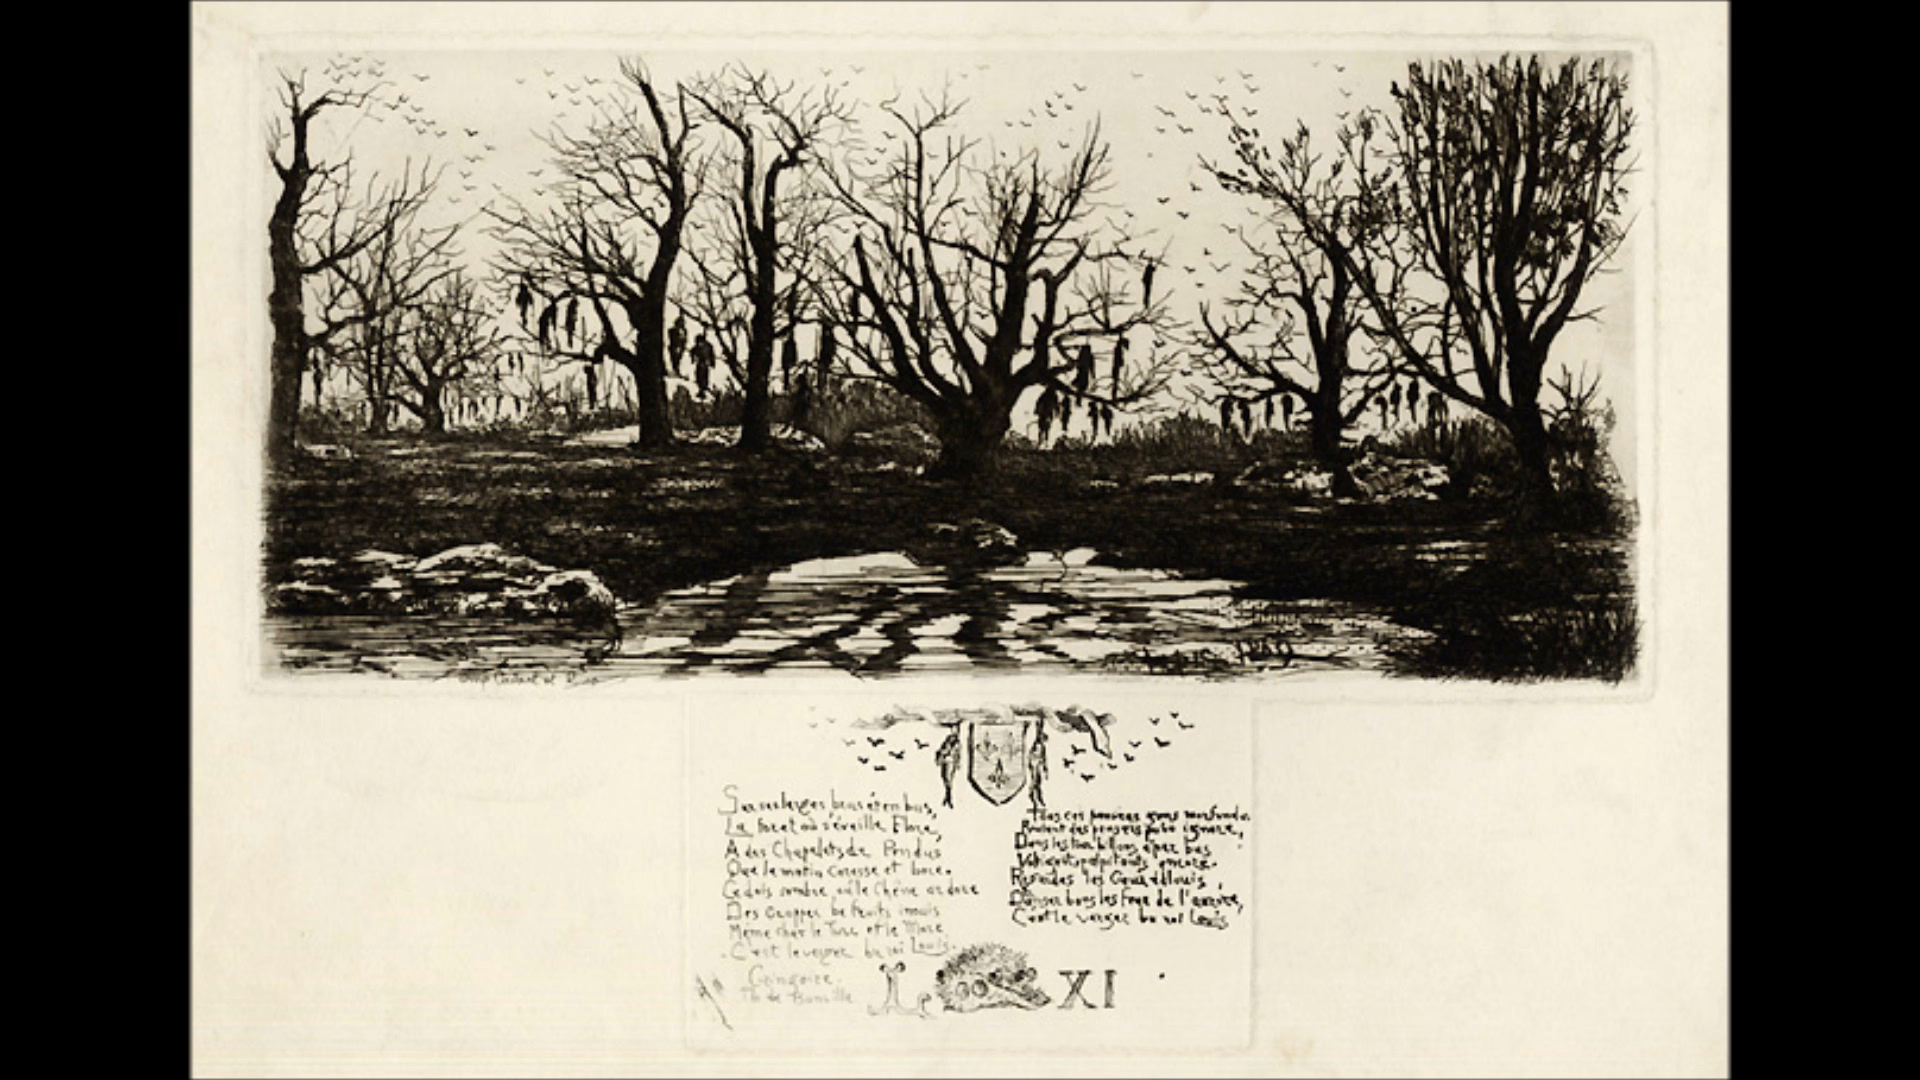 Sur ses larges bras étendus,
La foret où s'éveille Flore,
A des Chapelets de Pendus
Que le matin caresse et dore.
Ce bois sombre où le Chêne arbore
Des Grappes de fruits inouis
Même chez le Turc et le More
C'est le verger du roi Louis.
Gringoire.
Th de Banville
Tous ces pauvres gens morfondus
Roulent des pensers qu'on ignore,
Dans les tourbillons éperdus
Voltigent palpitants encore.
Regardez les Cieux éblouis,
Danser dans les feux de l'aurore,
C'est le verger du roi Louis
XI